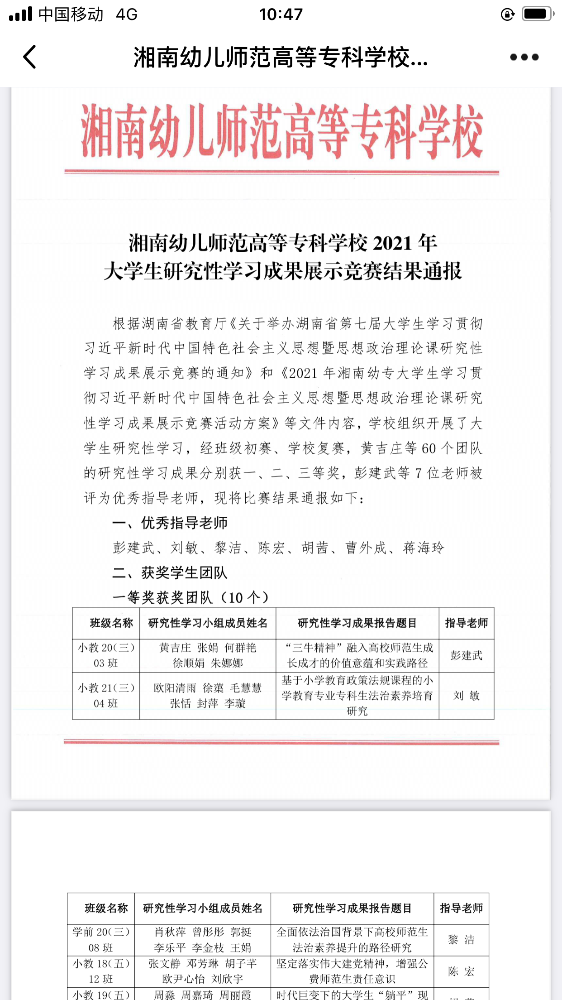 中国移动 4G 10:47
湘南幼儿师范高等专科学校...
湘南幼儿师范高等专科学校
湘南幼儿师范高等专科学校 2021 年
大学生研究性学习成果展示竞赛结果通报
根据湖南省教育厅《关于举办湖南省第七届大学生学习贯彻
习近平新时代中国特色社会主义思想暨思想政治理论课研究性
学习成果展示竞赛的通知》和《2021 年湘南幼专大学生学习贯
彻习近平新时代中国特色社会主义思想暨思想政治理论课研究
性学习成果展示竞赛活动方案》等文件内容，学校组织开展了大
学生研究性学习，经班级初赛、学校复赛，黄吉庄等 60 个团队
的研究性学习成果分别获一、二、三等奖，彭建武等 7 位老师被
评为优秀指导老师，现将比赛结果通报如下：
一、优秀指导老师
彭建武、刘敏、黎洁、陈宏、胡茜、曹外成、蒋海玲
二、获奖学生团队
一等奖获奖团队（10 个）
班级名称 研究性学习小组成员姓名 研究性学习成果报告题目 指导老师
小教 20(三) 黄吉庄 张娟 何群艳 “三牛精神”融入高校师范生成
03 班 徐顺娟 朱娜娜 长成才的价值意蕴和实践路径 彭建武
小教 21(三) 欧阳清雨 徐蕖 毛慧慧 基于小学教育政策法规课程的小
04 班 张恬 封萍 李璇 学教育专业专科生法治素养培育 刘 敏
研究
班级名称 研究性学习小组成员姓名 研究性学习成果报告题目 指导老师
学前 20(三) 肖秋萍 曾彤彤 郭挺 全面依法治国背景下高校师范生
08 班 李乐平 李金枝 王娟 法治素养提升的路径研究 黎 洁
小教 18(五) 张文静 邓芳琳 胡子芊 坚定落实伟大建党精神，增强公
12 班 欧尹心怡 刘欣宇 费师范生责任意识 陈 宏
小教 19(五) 周淼 周嘉琦 周丽霞 时代巨变下的大学生“躺平”现